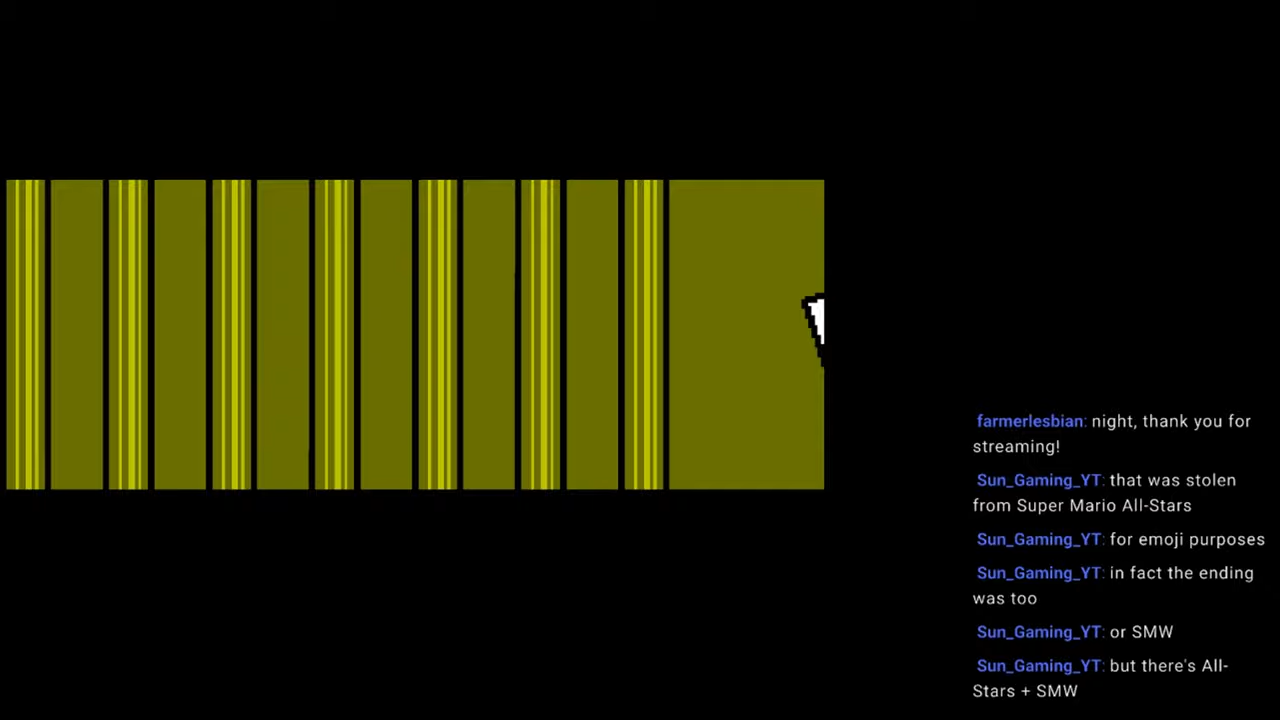 farmerlesbian: night, thank you for
streaming!
Sun_Gaming_YT: that was stolen
from Super Mario All-Stars
Sun_Gaming_YT: for emoji purposes
Sun_Gaming_YT: in fact the ending
was too
Sun_Gaming_YT: or SMW
Sun_Gaming_YT: but there's All-
Stars + SMW